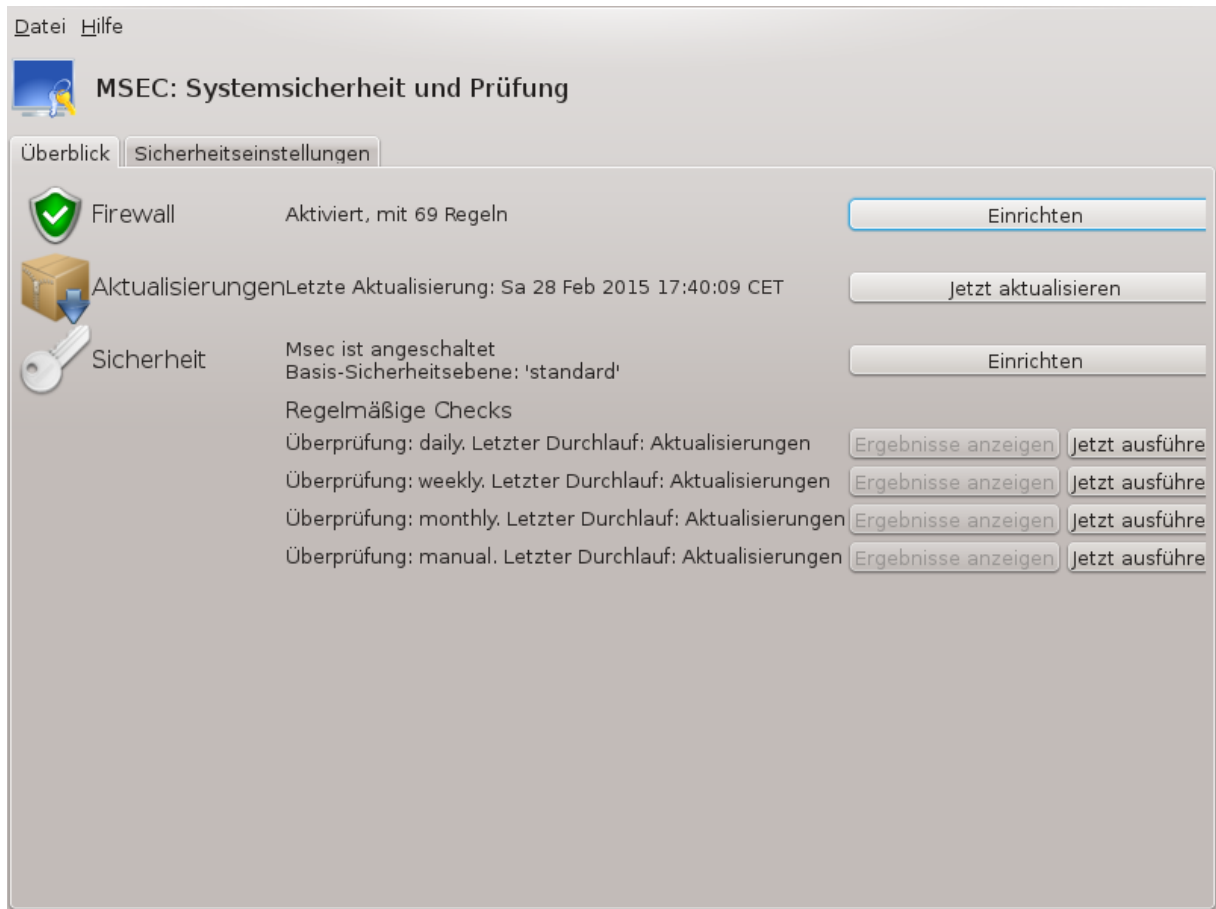 Datei Hilfe
MSEC: Systemsicherheit und Prüfung
Überblick Sicherheitseinstellungen
Firewall Aktiviert, mit 69 Regeln Einrichten
Aktualisierungen Letzte Aktualisierung: Sa 28 Feb 2015 17:40:09 CET Jetzt aktualisieren
Sicherheit Msec ist angeschaltet Einrichten
Basis-Sicherheitsebene: 'standard'
Regelmäßige Checks
Überprüfung: daily. Letzter Durchlauf: Aktualisierungen Ergebnisse anzeigen Jetzt ausführe
Überprüfung: weekly. Letzter Durchlauf: Aktualisierungen Ergebnisse anzeigen Jetzt ausführe
Überprüfung: monthly. Letzter Durchlauf: Aktualisierungen Ergebnisse anzeigen Jetzt ausführe
Überprüfung: manual. Letzter Durchlauf: Aktualisierungen Ergebnisse anzeigen Jetzt ausführe